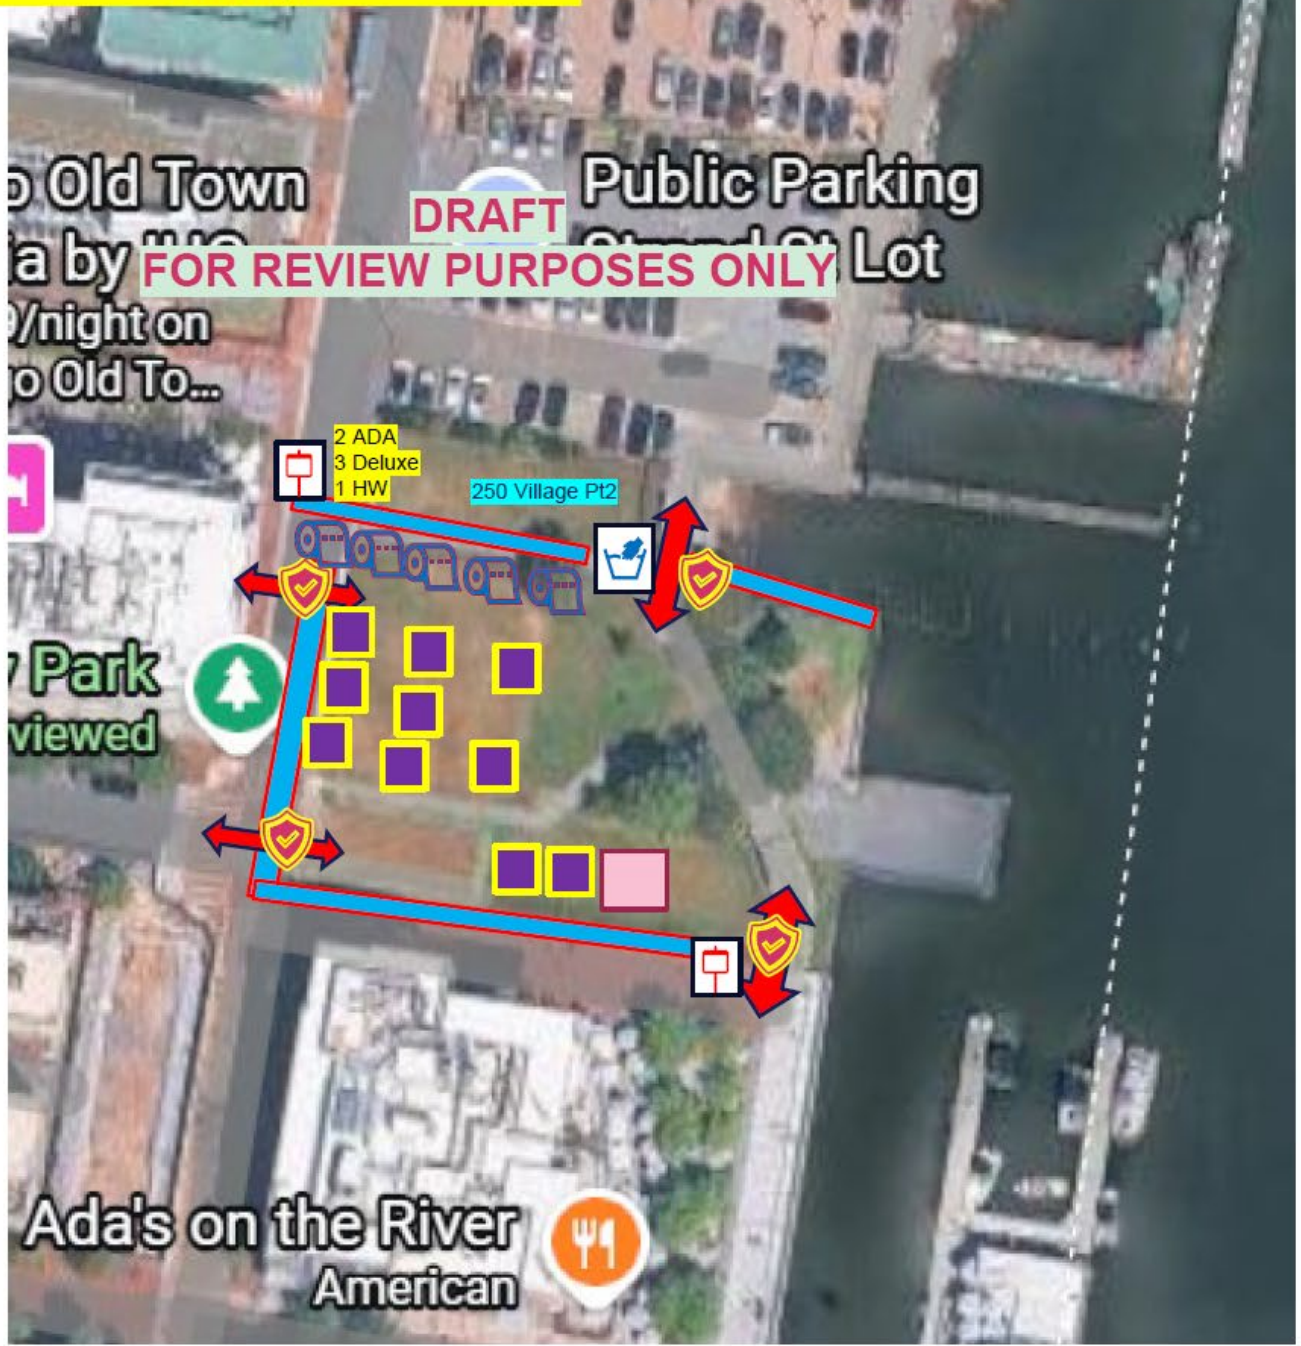 Old Town
Public Parking
DRAFT
a by
Lot
FOR REVIEW PURPOSES ONLY
/night on
go Old To...
2 ADA
3 Deluxe
1 HW
250 Village Pt2
Park
viewed
Ada's on the River
American